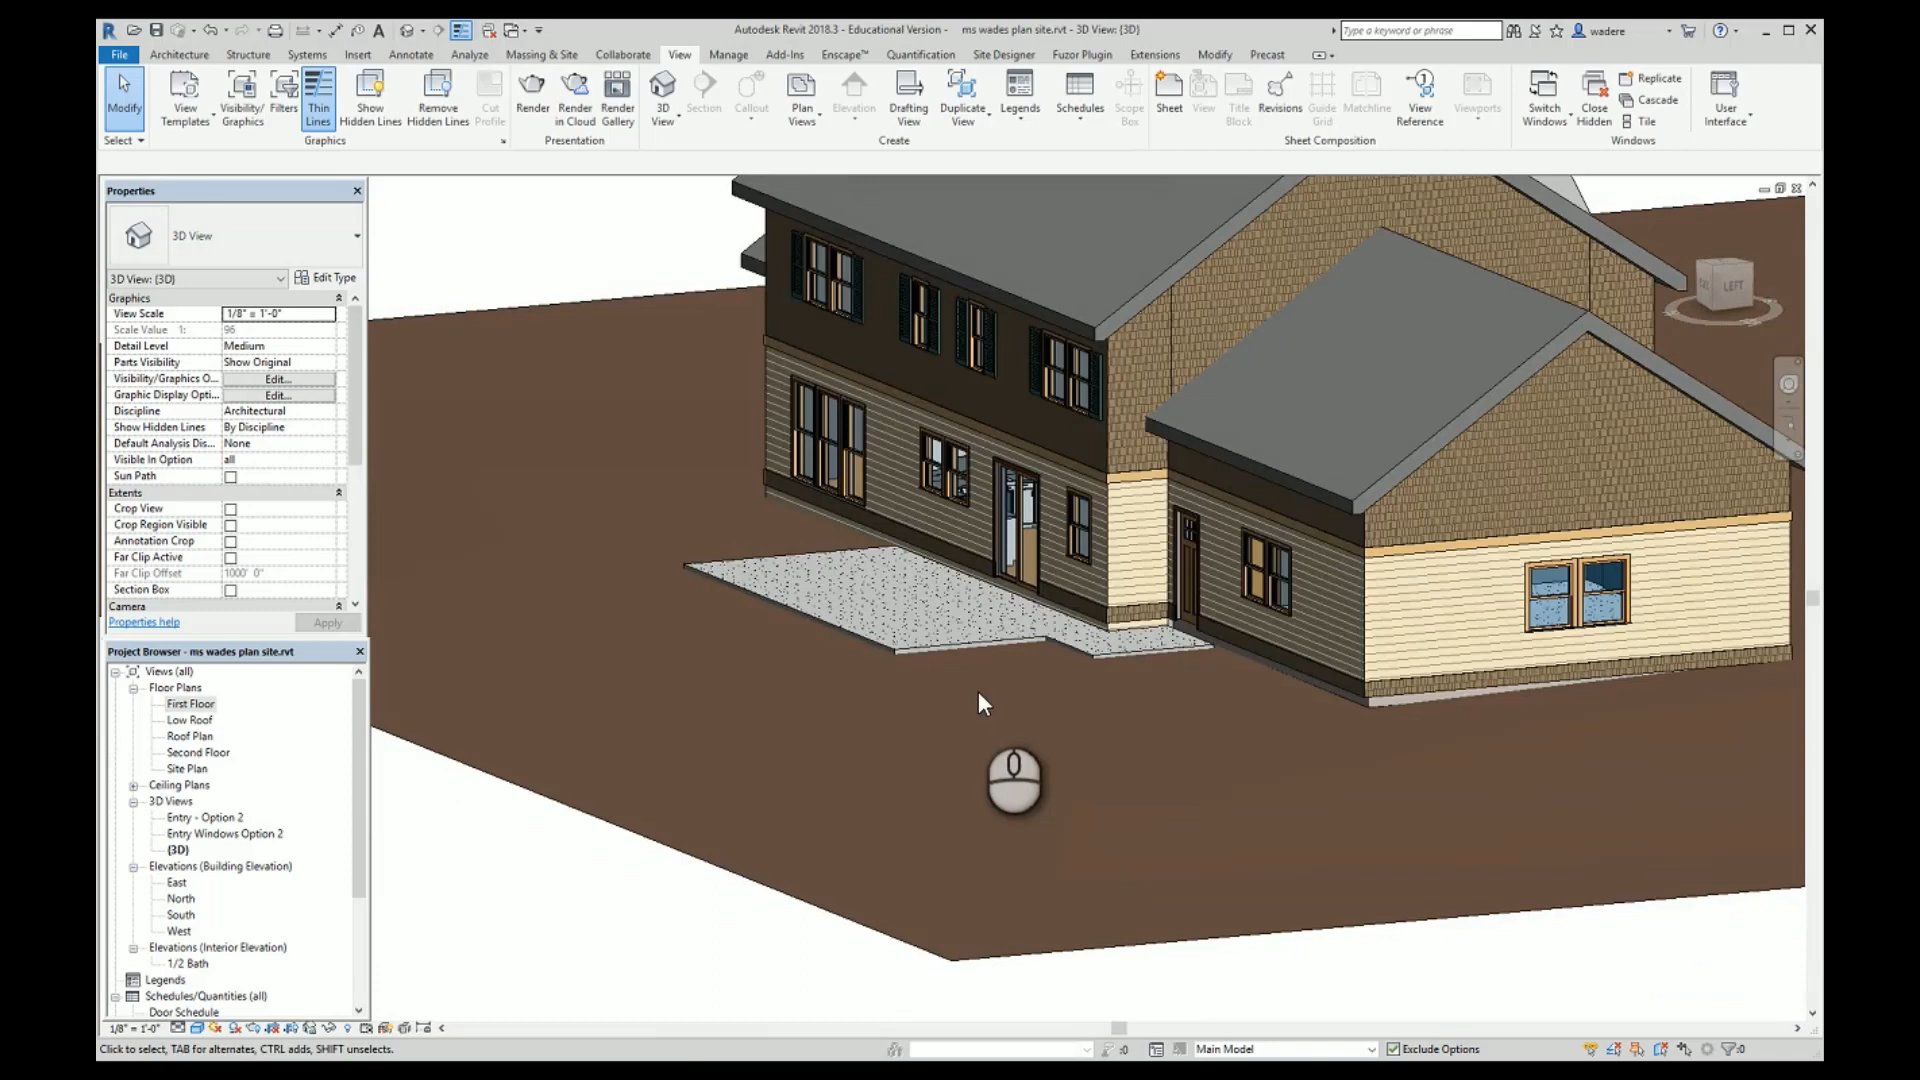 Autodesk Revit 2018.3 - Educational Version - ms wades plan site.rvt - 3D View: {3D}
Type a keyword or phrase
wadere
File Architecture Structure Systems Insert Annotate Analyze Massing & Site Collaborate View Manage Add-Ins Enscape™ Quantification Site Designer Fuzor Plugin Extensions Modify Precast
Modify
View Templates
Visibility/ Graphics
Filters
Thin Lines
Show Hidden Lines
Remove Hidden Lines
Cut Profile
Render
Render in Cloud
Render Gallery
3D View
Section
Callout
Plan Views
Elevation
Drafting View
Duplicate View
Legends
Schedules
Scope Box
Sheet
View
Title Block
Revisions
Guide Grid
Matchline
View Reference
Viewports
Switch Windows
Close Hidden
Replicate
Cascade
Tile
User Interface
Select Graphics Presentation Create Sheet Composition Windows
Properties
3D View
3D View: {3D} Edit Type
Graphics
View Scale 1/8" = 1'-0"
Scale Value 1: 96
Detail Level Medium
Parts Visibility Show Original
Visibility/Graphics O... Edit...
Graphic Display Opti... Edit...
Discipline Architectural
Show Hidden Lines By Discipline
Default Analysis Dis... None
Visible In Option all
Sun Path
Extents
Crop View
Crop Region Visible
Annotation Crop
Far Clip Active
Far Clip Offset 1000' 0"
Section Box
Camera
Properties help Apply
Project Browser - ms wades plan site.rvt
Views (all)
Floor Plans
First Floor
Low Roof
Roof Plan
Second Floor
Site Plan
Ceiling Plans
3D Views
Entry - Option 2
Entry Windows Option 2
{3D}
Elevations (Building Elevation)
East
North
South
West
Elevations (Interior Elevation)
1/2 Bath
Legends
Schedules/Quantities (all)
Door Schedule
LEFT
1/8" = 1'-0"
Click to select, TAB for alternates, CTRL adds, SHIFT unselects.
:0
Main Model
Exclude Options
:0